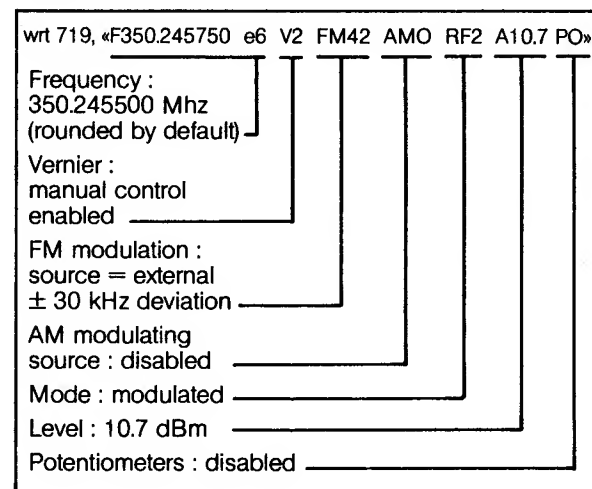 wrt 719, «F350.245750 e6 V2 FM42 AMO RF2 A10.7 PO»
Frequency :
350.245500 Mhz
(rounded by default)
Vernier :
manual control
enabled
FM modulation :
source = external
± 30 kHz deviation
AM modulating
source : disabled
Mode : modulated
Level : 10.7 dBm
Potentiometers : disabled